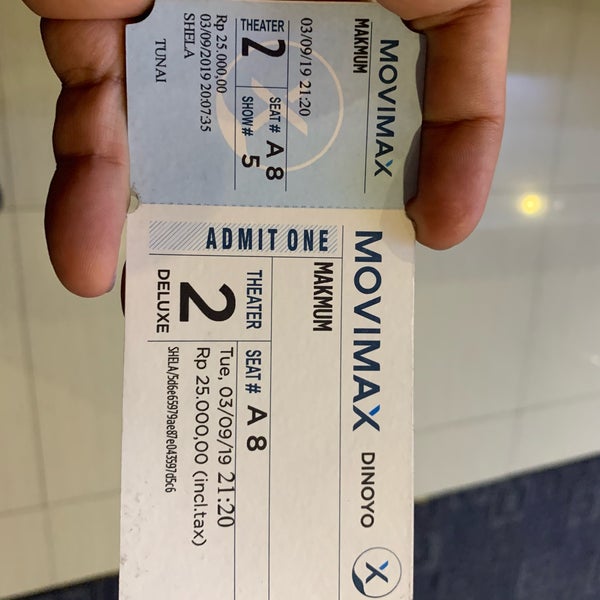 MOVIMAX
MAKMUM
03/09/19 21:20
THEATER 2
SEAT# A 8
SHOW# 5
Rp 25.000,00
03/09/2019 20:07:35
SHELA
TUNAI
MOVIMAX DINOYO
ADMIT ONE
MAKMUM
THEATER SEAT# A 8
2
DELUXE
Tue, 03/09/19 21:20
Rp 25.000,00 (incl.tax)
SHELA/5d6e65979ae87e043597d5c6